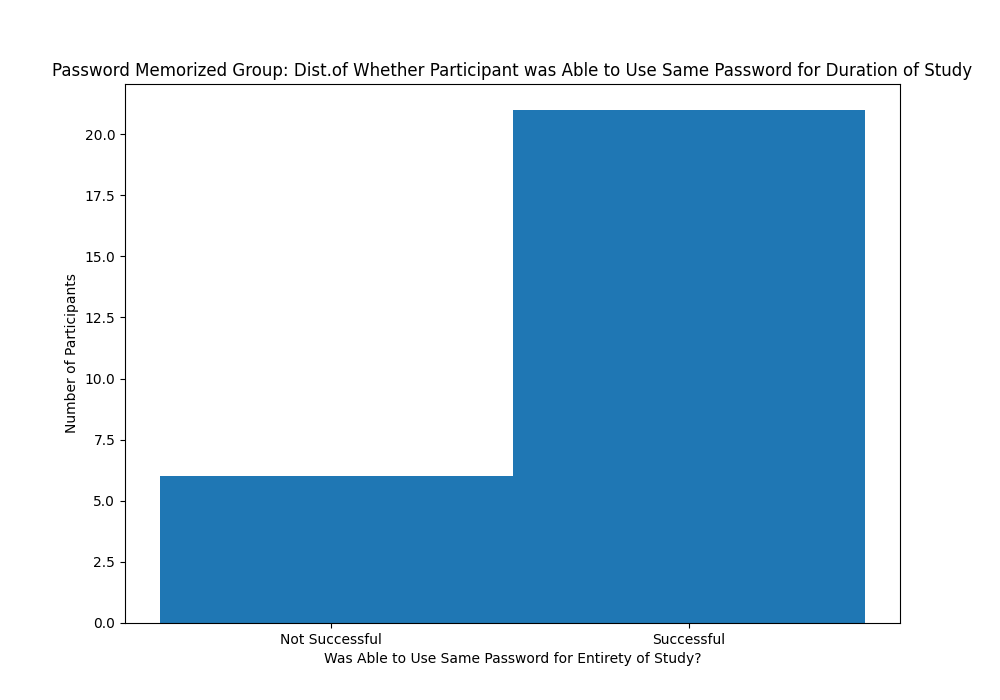 Password Memorized Group: Dist.of Whether Participant was Able to Use Same Password for Duration of Study
20.0
17.5
15.0
12.5
10.0
7.5
5.0
2.5
0.0
Number of Participants
Not Successful
Successful
Was Able to Use Same Password for Entirety of Study?